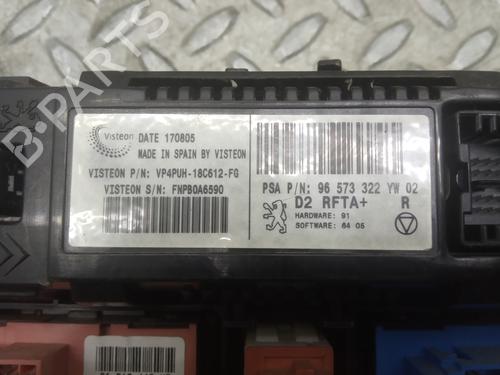 B-PARTS
Visteon
DATE 170805
MADE IN SPAIN BY VISTEON
VISTEON P/N: VP4PUH-18C612-FG
VISTEON S/N: FNPB0A6590
PSA P/N: 96 573 322 YW 02
D2 RFTA+ R
HARDWARE: 91
SOFTWARE: 64 05